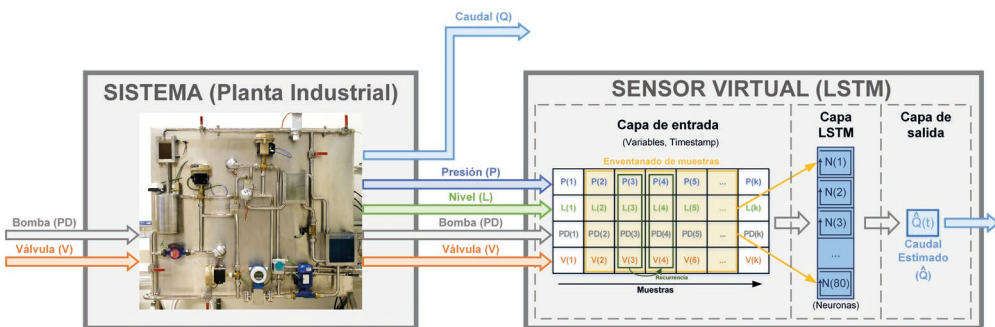 Caudal (Q)
SISTEMA (Planta Industrial)
Bomba (PD)
Válvula (V)
Presión (P)
Nivel (L)
Bomba (PD)
Válvula (V)
SENSOR VIRTUAL (LSTM)
Capa de entrada
(Variables, Timestamp)
Enventanado de muestras
P(1) P(2) P(3) P(4) P(5) ... P(k)
L(1) L(2) L(3) L(4) L(5) ... L(k)
PD(1) PD(2) PD(3) PD(4) PD(5) ... PD(k)
V(1) V(2) V(3) V(4) V(6) ... V(k)
Recurrencia
Muestras
Capa
LSTM
N(1)
N(2)
N(3)
...
N(80)
(Neuronas)
Capa de
salida
Q̂(t)
Caudal
Estimado
(Q̂)